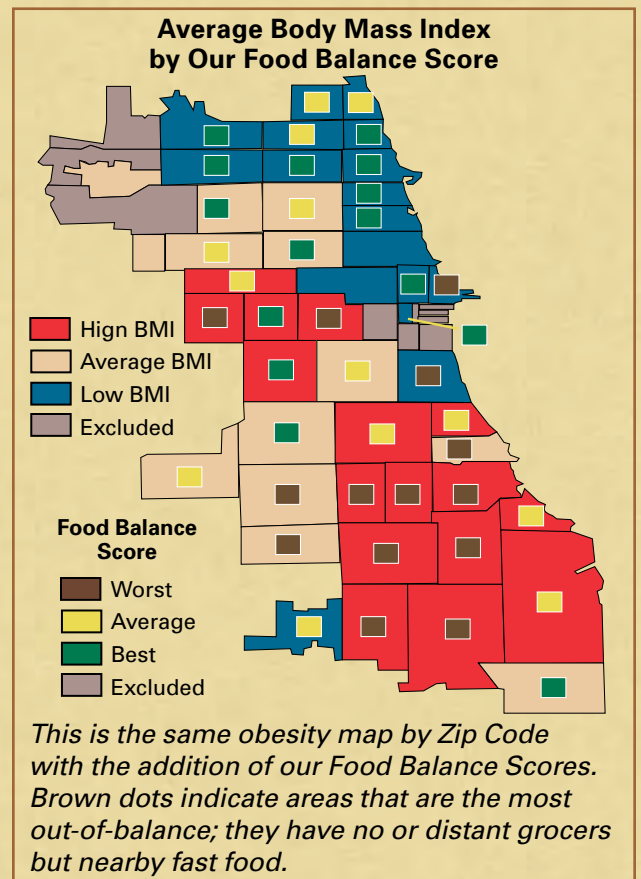 Average Body Mass Index
by Our Food Balance Score
Hign BMI
Average BMI
Low BMI
Excluded
Food Balance
Score
Worst
Average
Best
Excluded
This is the same obesity map by Zip Code
with the addition of our Food Balance Scores.
Brown dots indicate areas that are the most
out-of-balance; they have no or distant grocers
but nearby fast food.